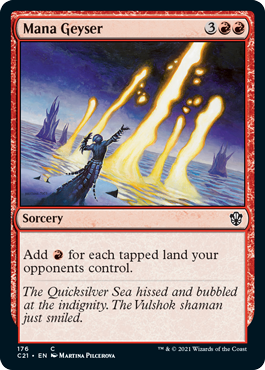 Mana Geyser 3
Sorcery
Add for each tapped land your
opponents control.
The Quicksilver Sea hissed and bubbled
at the indignity. The Vulshok shaman
just smiled.
176 C
C21 • EN Martina Pilcerova
™ & © 2021 Wizards of the Coast